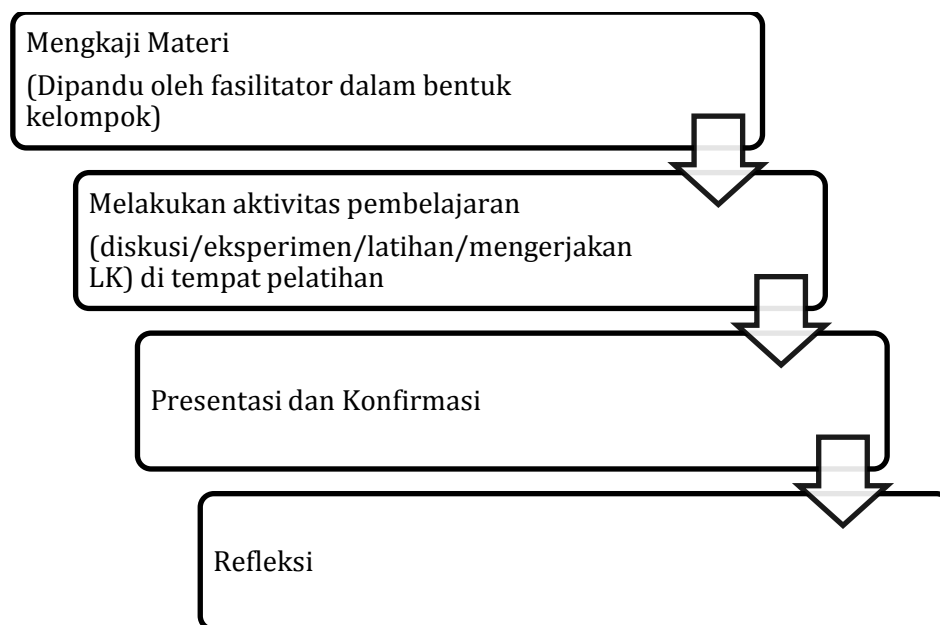 Mengkaji Materi
(Dipandu oleh fasilitator dalam bentuk
kelompok)
Melakukan aktivitas pembelajaran
(diskusi/eksperimen/latihan/mengerjakan
LK) di tempat pelatihan
Presentasi dan Konfirmasi
Refleksi